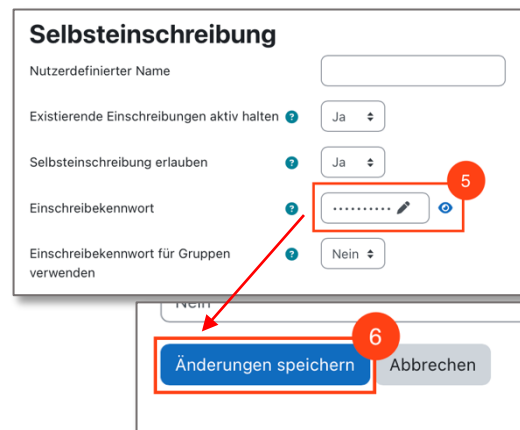 Selbsteinschreibung
Nutzerdefinierter Name
Existierende Einschreibungen aktiv halten ? Ja
Selbsteinschreibung erlauben ? Ja
5
Einschreibekennwort ? ··········
Einschreibekennwort für Gruppen ? Nein
verwenden
Nein
6
Änderungen speichern Abbrechen